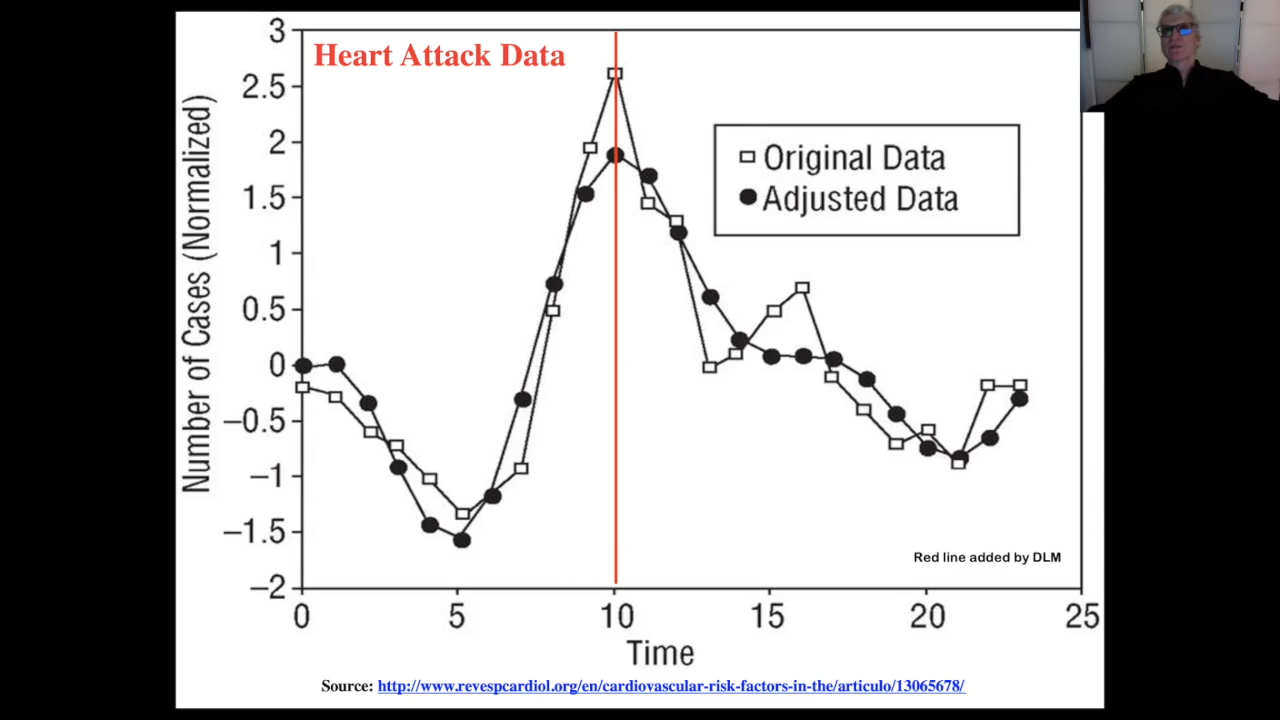 Heart Attack Data
3
2.5
2
1.5
1
0.5
0
−0.5
−1
−1.5
−2
Number of Cases (Normalized)
Original Data
Adjusted Data
Red line added by DLM
0 5 10 15 20 25
Time
Source: http://www.revespcardiol.org/en/cardiovascular-risk-factors-in-the/articulo/13065678/